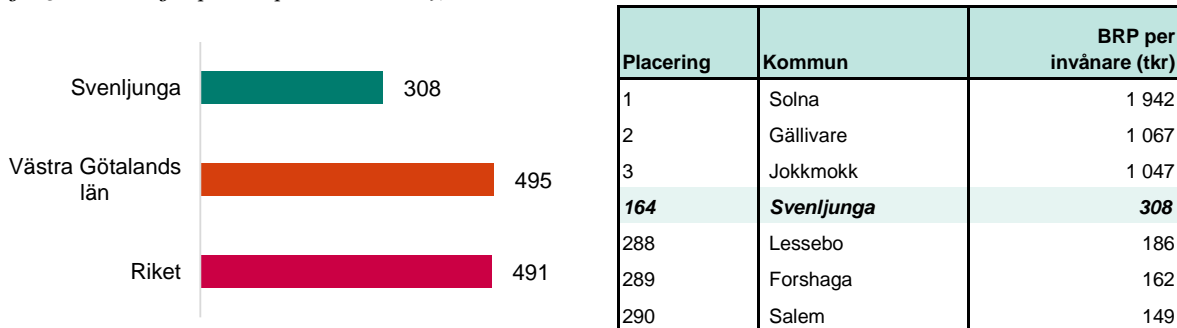 Svenljunga 308
Västra Götalands
län
495
Riket 491
Placering Kommun BRP per
invånare (tkr)
1 Solna 1 942
2 Gällivare 1 067
3 Jokkmokk 1 047
164 Svenljunga 308
288 Lessebo 186
289 Forshaga 162
290 Salem 149